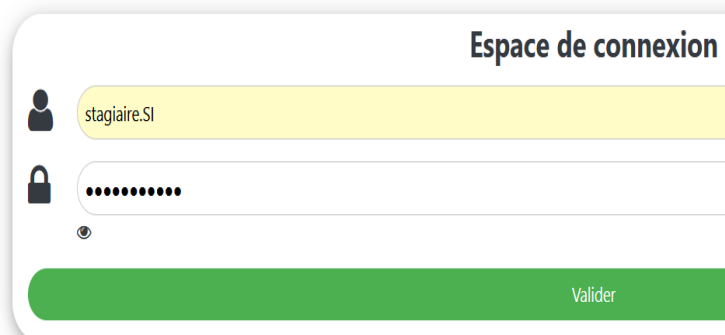 Espace de connexion
stagiaire.SI
•••••••••••
Valider